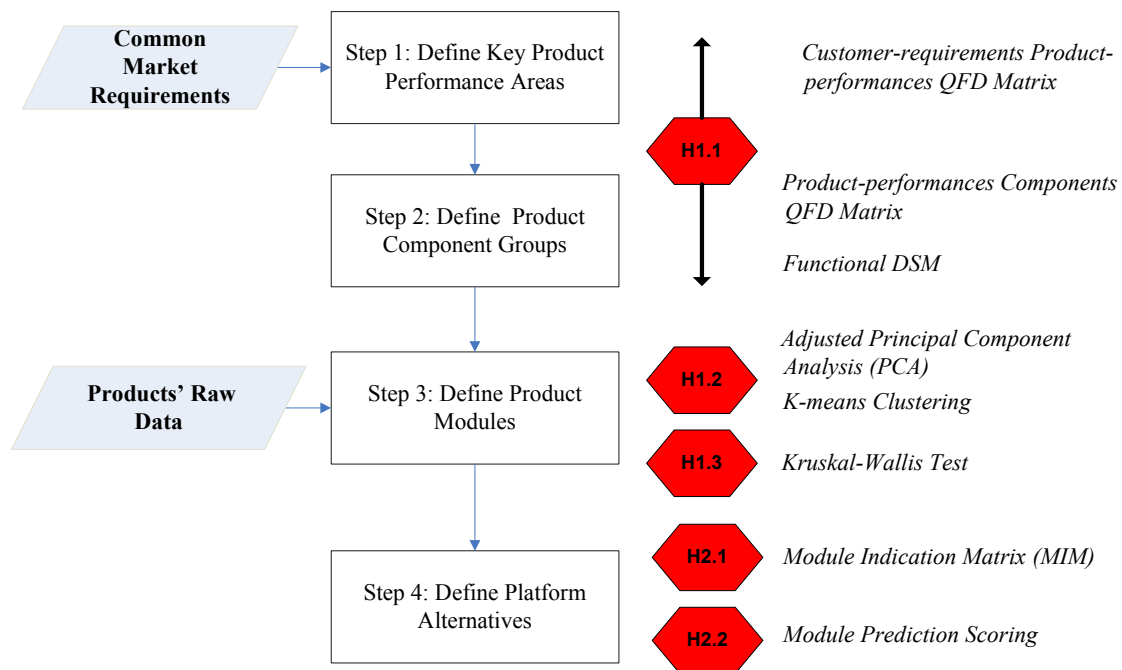 Common
Market
Requirements
Step 1: Define Key Product
Performance Areas
Customer-requirements Product-
performances QFD Matrix
H1.1
Step 2: Define Product
Component Groups
Product-performances Components
QFD Matrix
Functional DSM
Products’ Raw
Data
Step 3: Define Product
Modules
H1.2
Adjusted Principal Component
Analysis (PCA)
K-means Clustering
H1.3
Kruskal-Wallis Test
Step 4: Define Platform
Alternatives
H2.1
Module Indication Matrix (MIM)
H2.2
Module Prediction Scoring